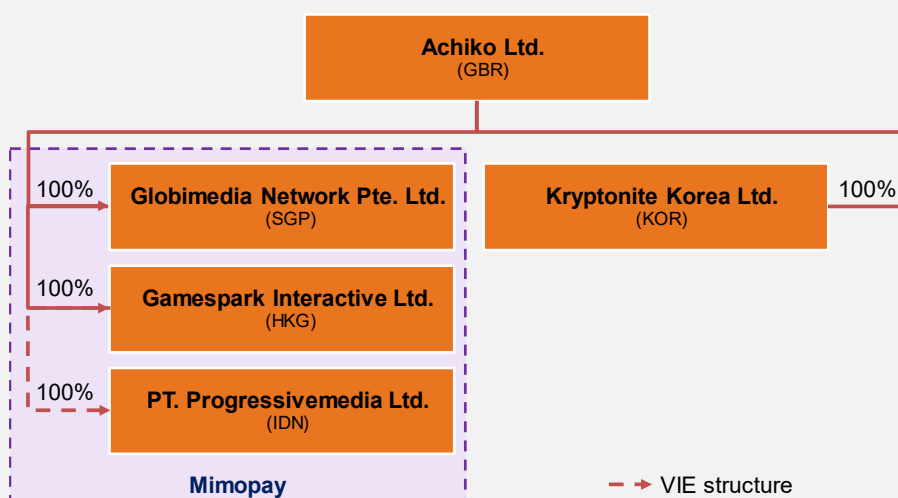 Achiko Ltd.
(GBR)
100%
Globimedia Network Pte. Ltd.
(SGP)
Kryptonite Korea Ltd.
(KOR)
100%
100%
Gamespark Interactive Ltd.
(HKG)
100%
PT. Progressivemedia Ltd.
(IDN)
Mimopay
VIE structure